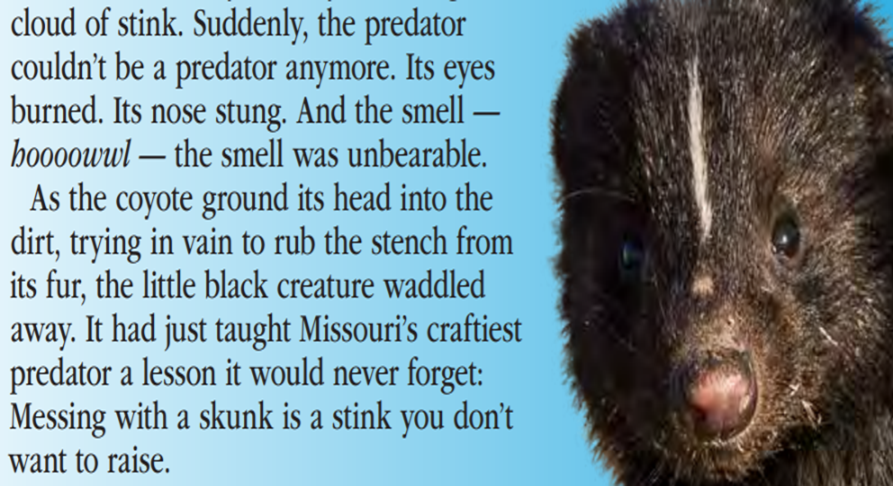 cloud of stink. Suddenly, the predator
couldn't be a predator anymore. Its eyes
burned. Its nose stung. And the smell —
hoooowwl — the smell was unbearable.
As the coyote ground its head into the
dirt, trying in vain to rub the stench from
its fur, the little black creature waddled
away. It had just taught Missouri's craftiest
predator a lesson it would never forget:
Messing with a skunk is a stink you don't
want to raise.